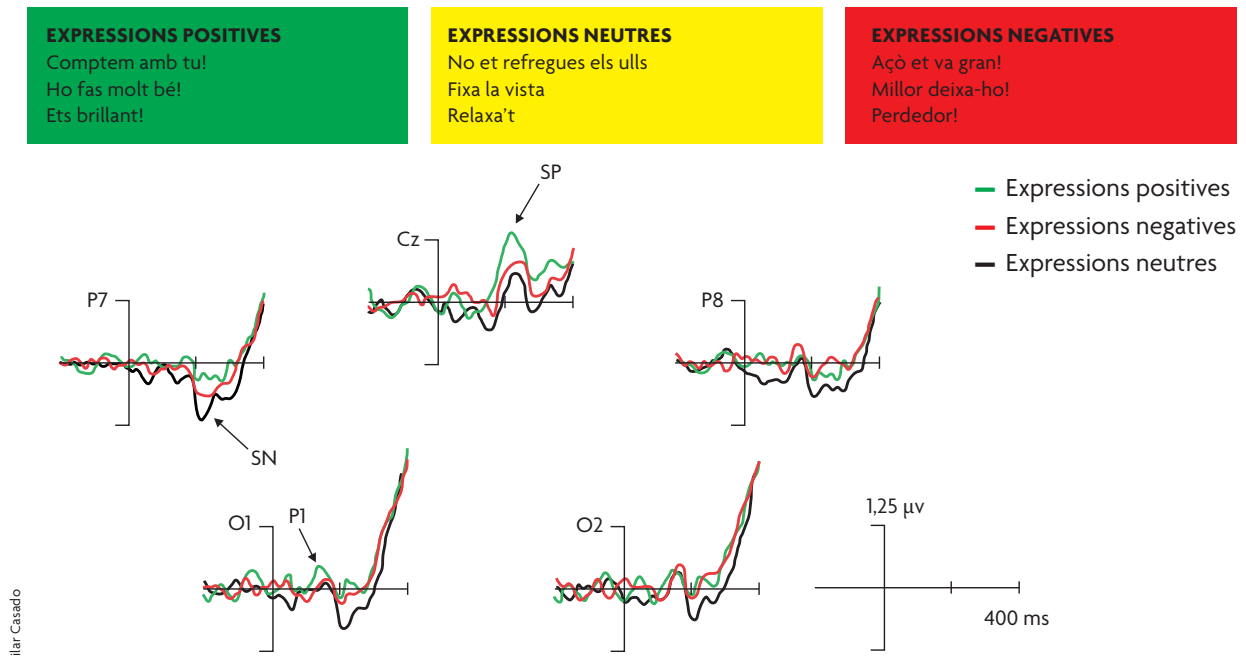 EXPRESSIONS POSITIVES
Comptem amb tu!
Ho fas molt bé!
Ets brillant!
EXPRESSIONS NEUTRES
No et refregues els ulls
Fixa la vista
Relaxa't
EXPRESSIONS NEGATIVES
Açò et va gran!
Millor deixa-ho!
Perdedor!
SP
Expressions positives
Expressions negatives
Expressions neutres
Cz
P7
P8
SN
O1
P1
O2
1,25 μv
400 ms
ilar Casado